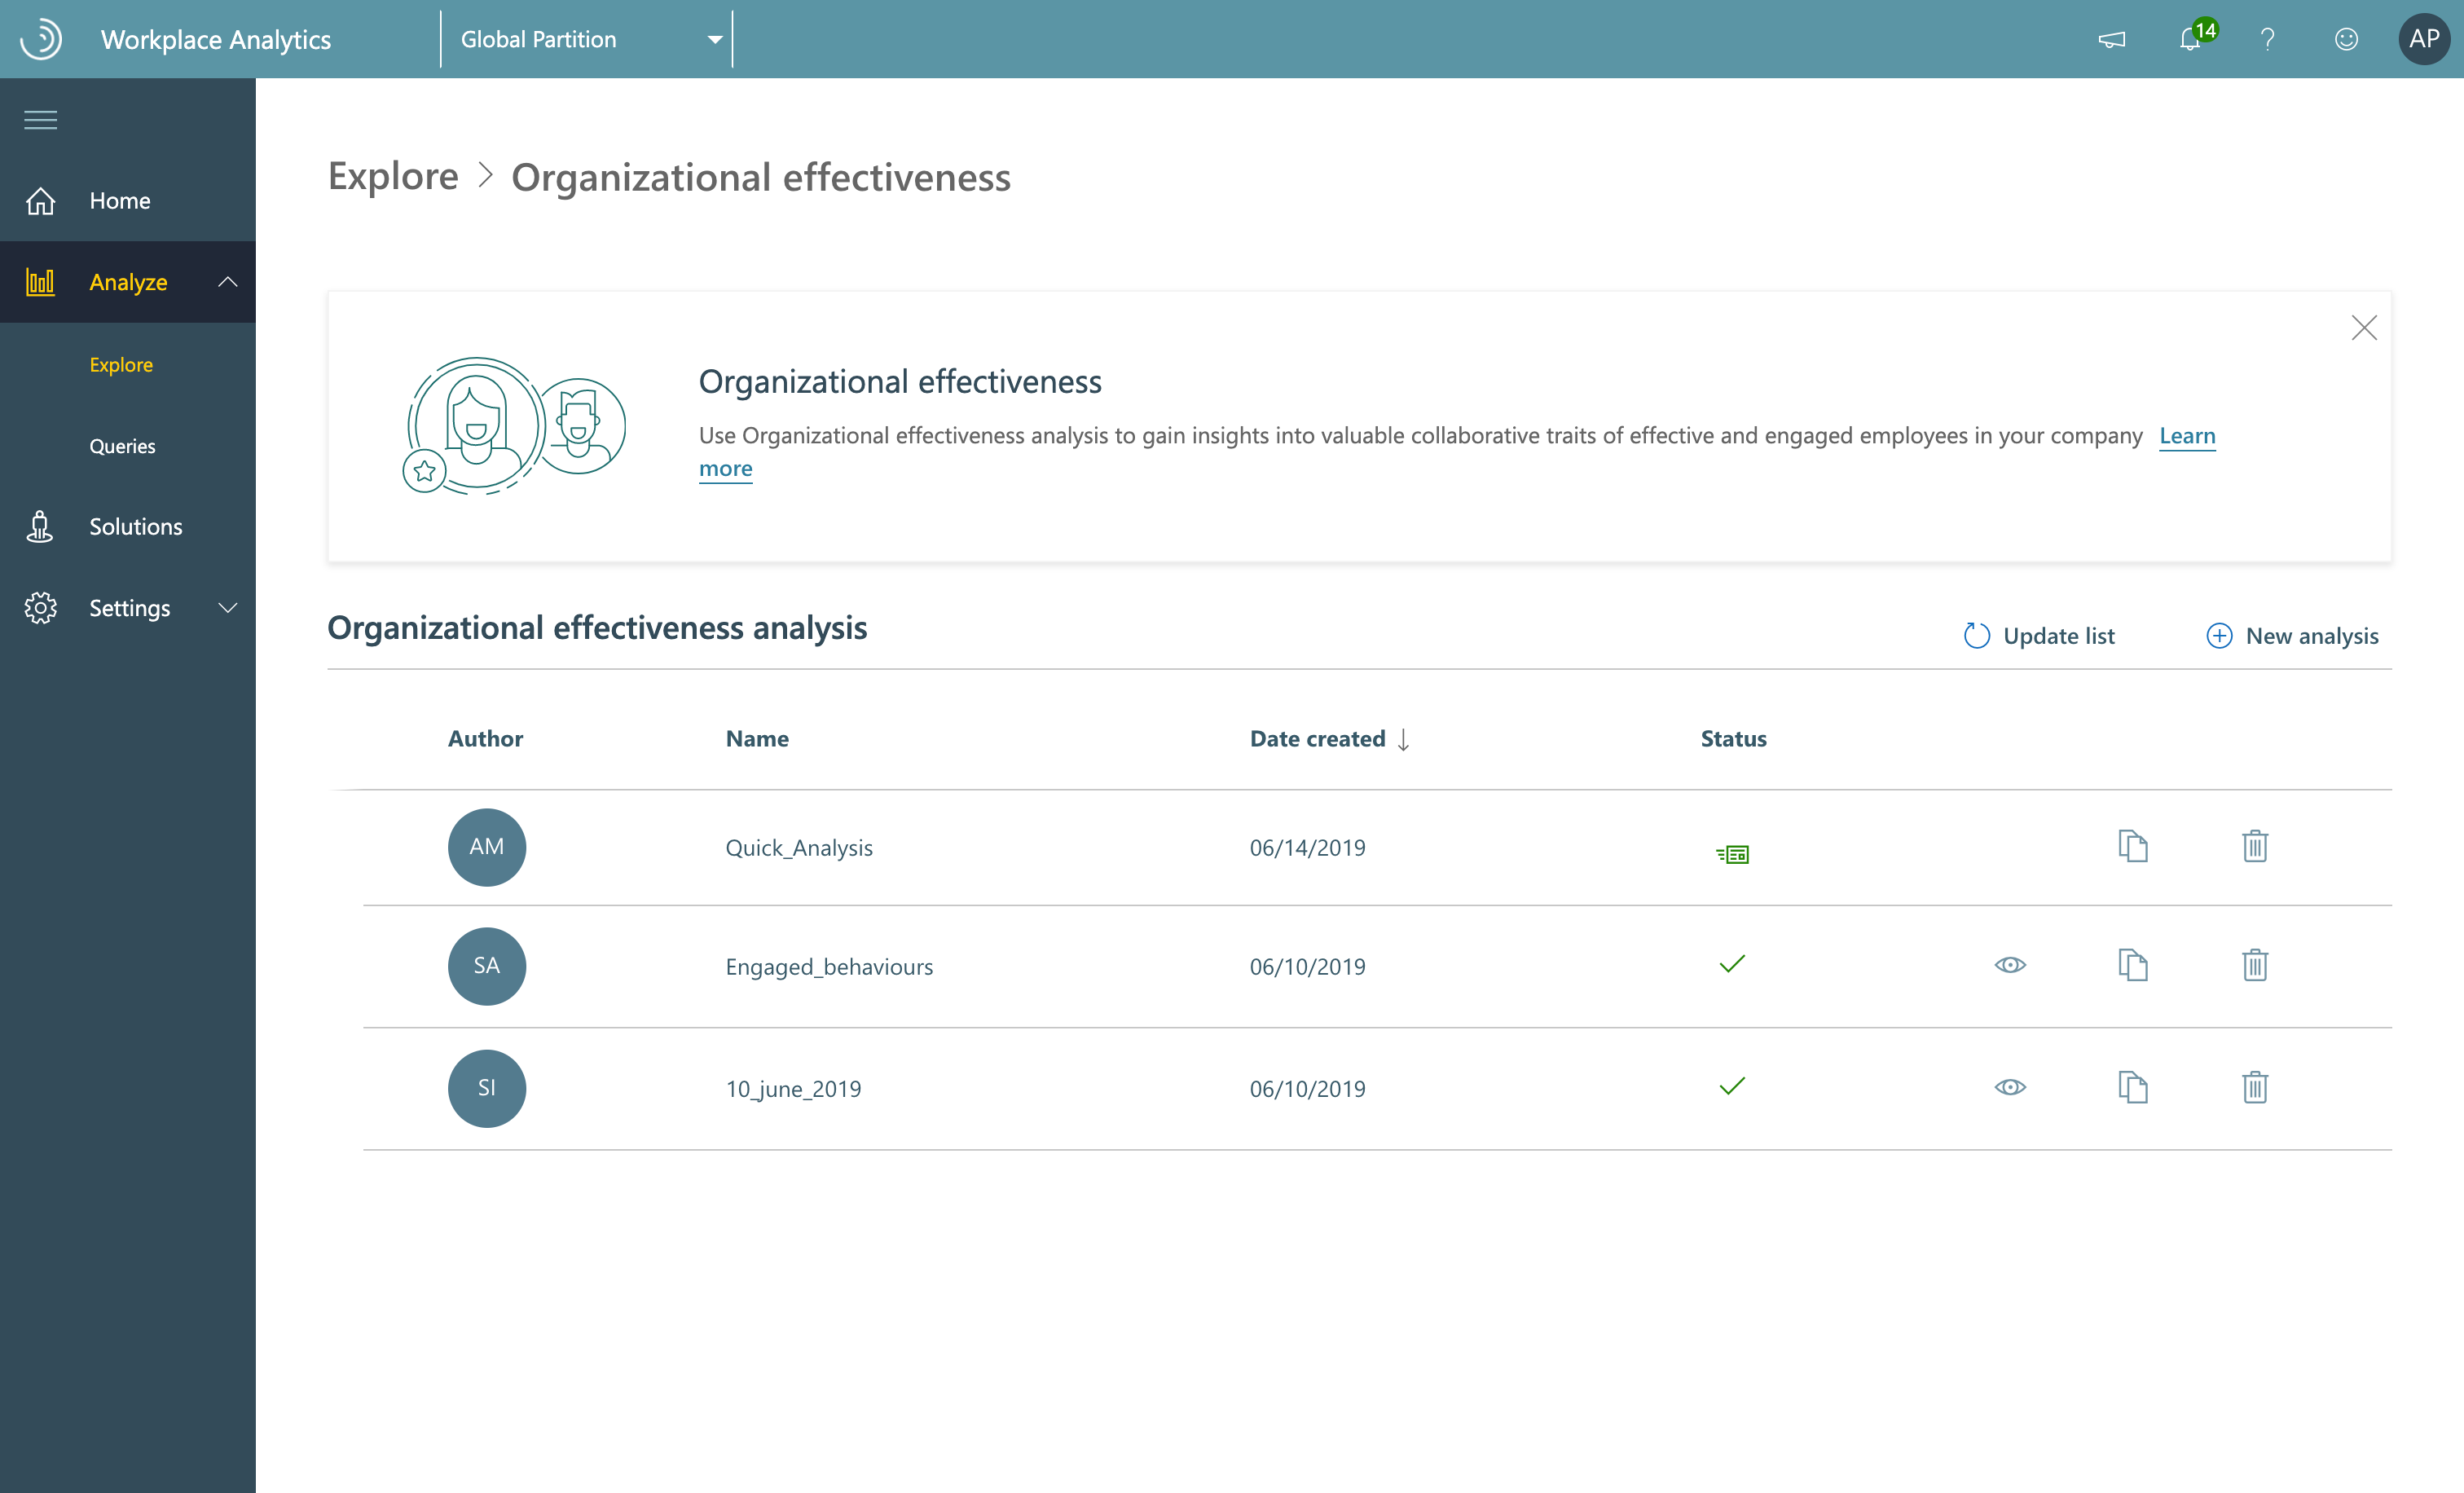 Workplace Analytics
Global Partition
14
AP
Home
Analyze
Explore
Queries
Solutions
Settings
Explore > Organizational effectiveness
Organizational effectiveness
Use Organizational effectiveness analysis to gain insights into valuable collaborative traits of effective and engaged employees in your company Learn
more
Organizational effectiveness analysis
Update list
New analysis
Author Name Date created ↓ Status
AM Quick_Analysis 06/14/2019
SA Engaged_behaviours 06/10/2019
SI 10_june_2019 06/10/2019